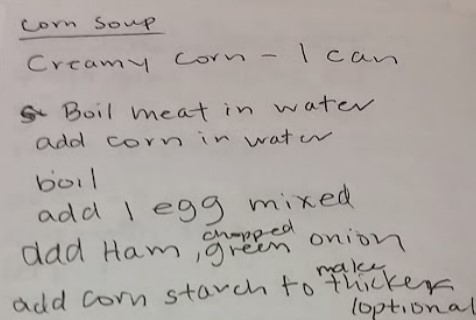 Corn Soup
Creamy corn - 1 can
Boil meat in water
add corn in water
boil
add 1 egg mixed
add Ham, chopped green onion
add corn starch to make thicker
(optional